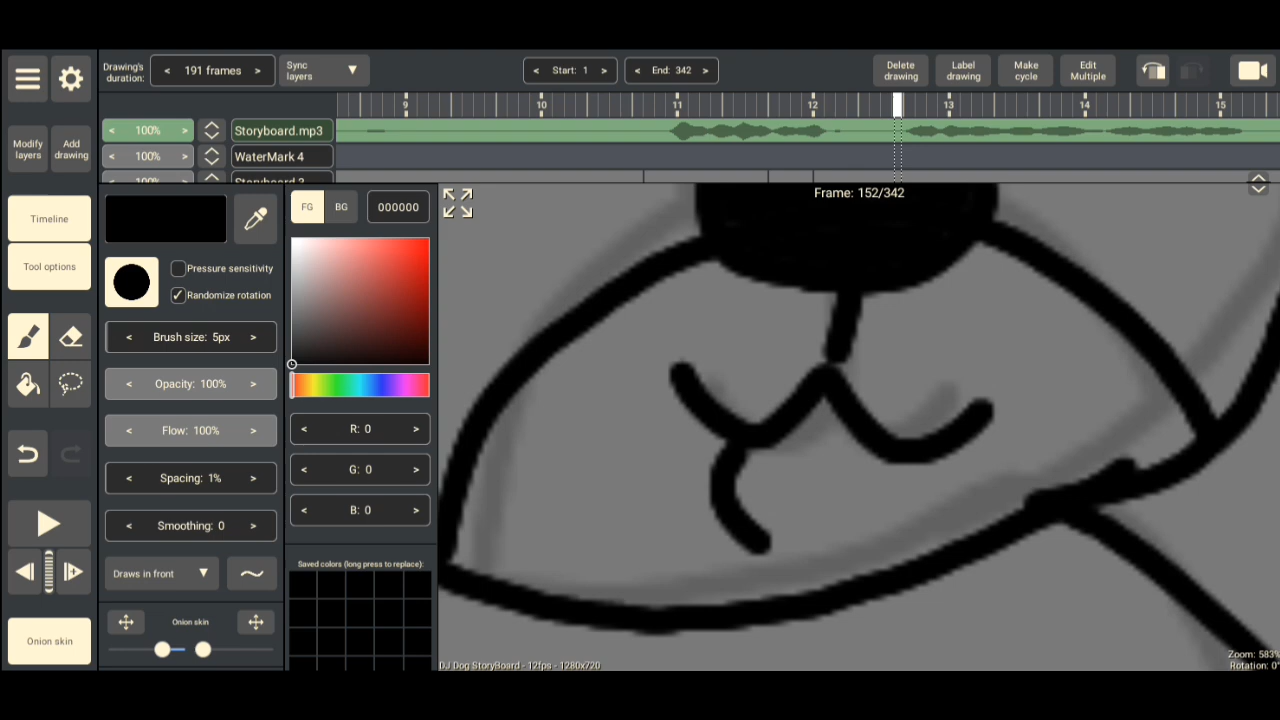 Drawing's duration:
191 frames
Sync layers
Start: 1
End: 342
Delete drawing
Label drawing
Make cycle
Edit Multiple
9 10 11 12 13 14 15
Modify layers
Add drawing
100%
Storyboard.mp3
100%
WaterMark 4
100%
Storyboard 3
Timeline
Tool options
FG
BG
000000
Frame: 152/342
Pressure sensitivity
Randomize rotation
Brush size: 5px
Opacity: 100%
Flow: 100%
Spacing: 1%
Smoothing: 0
R: 0
G: 0
B: 0
Draws in front
Saved colors (long press to replace):
Onion skin
Onion skin
DJ Dog StoryBoard - 12fps - 1280x720
Zoom: 583%
Rotation: 0°